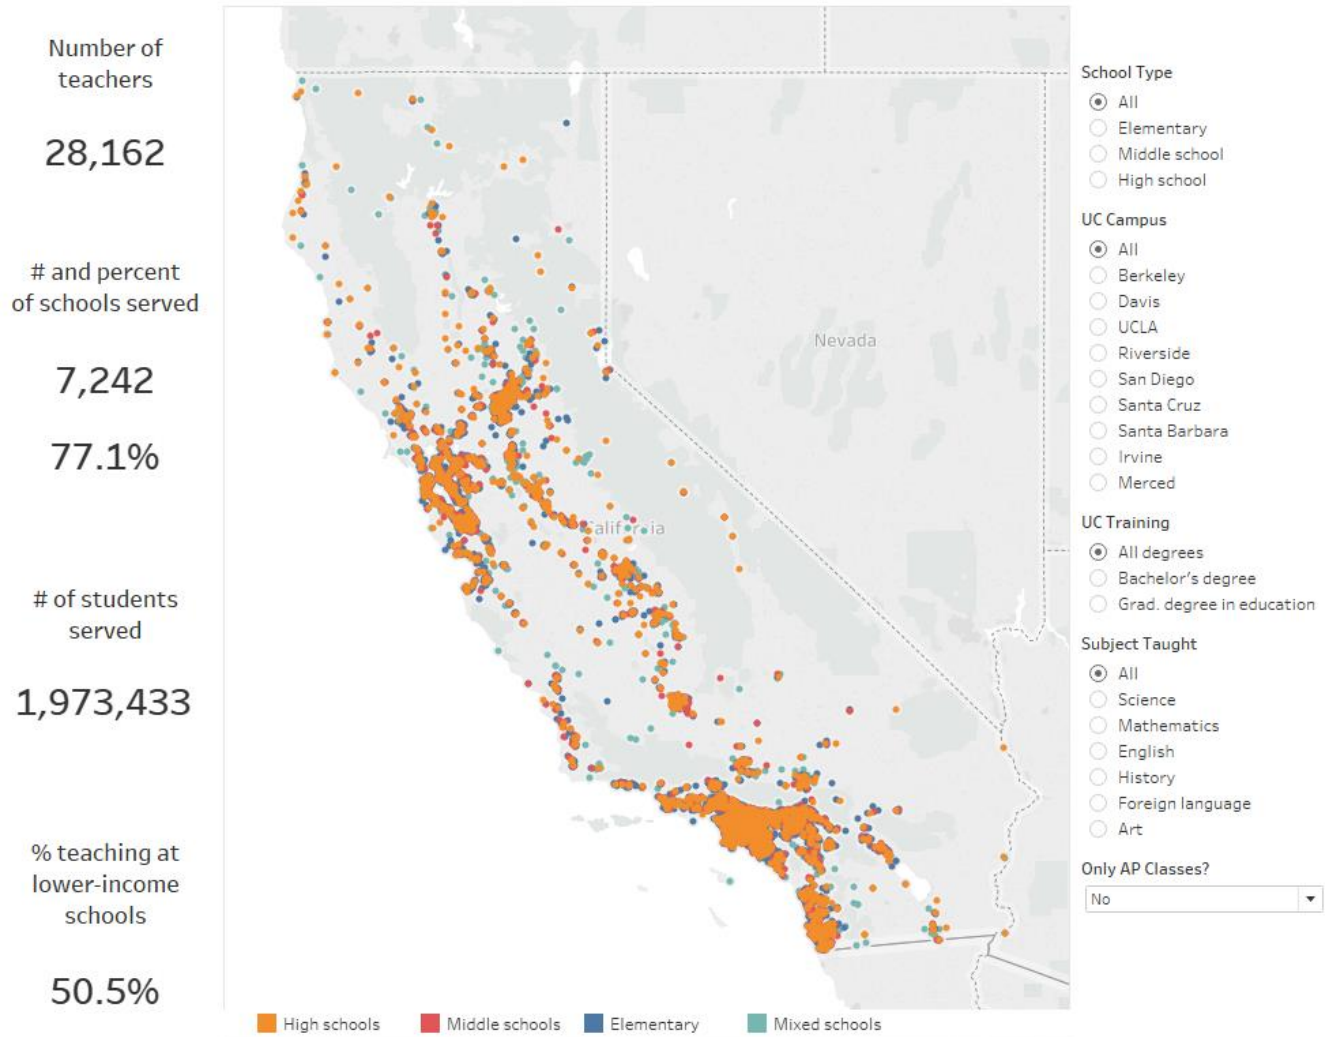 Number of
teachers
28,162
# and percent
of schools served
7,242
77.1%
# of students
served
1,973,433
% teaching at
lower-income
schools
50.5%
Nevada
California
High schools
Middle schools
Elementary
Mixed schools
School Type
All
Elementary
Middle school
High school
UC Campus
All
Berkeley
Davis
UCLA
Riverside
San Diego
Santa Cruz
Santa Barbara
Irvine
Merced
UC Training
All degrees
Bachelor's degree
Grad. degree in education
Subject Taught
All
Science
Mathematics
English
History
Foreign language
Art
Only AP Classes?
No